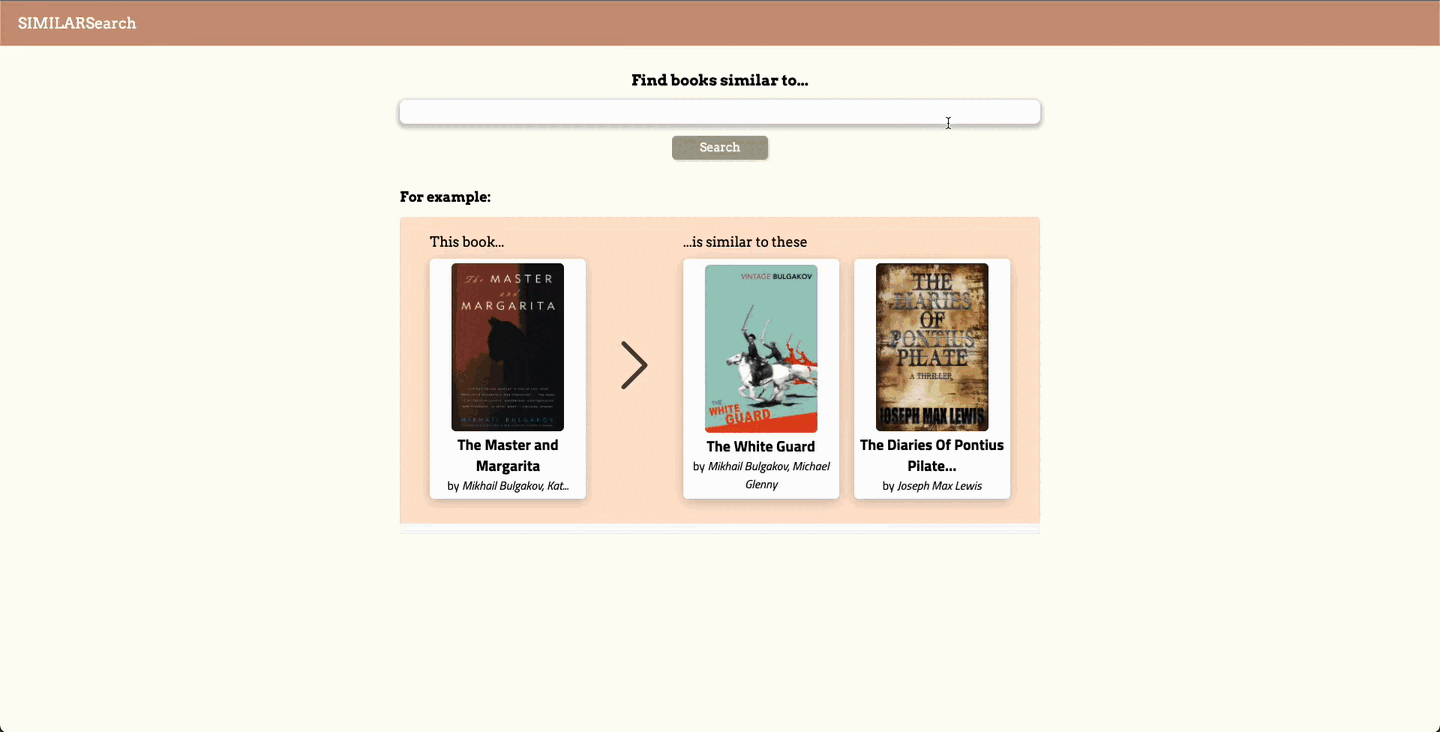 SIMILARSearch
Find books similar to...
Search
For example:
This book...
...is similar to these
The MASTER
and
MARGARITA
MIKHAIL BULGAKOV
The Master and
Margarita
by Mikhail Bulgakov, Kat...
VINTAGE BULGAKOV
THE
WHITE
GUARD
The White Guard
by Mikhail Bulgakov, Michael
Glenny
THE
DIARIES
OF
PONTIUS
PILATE
A THRILLER
JOSEPH MAX LEWIS
The Diaries Of Pontius
Pilate...
by Joseph Max Lewis